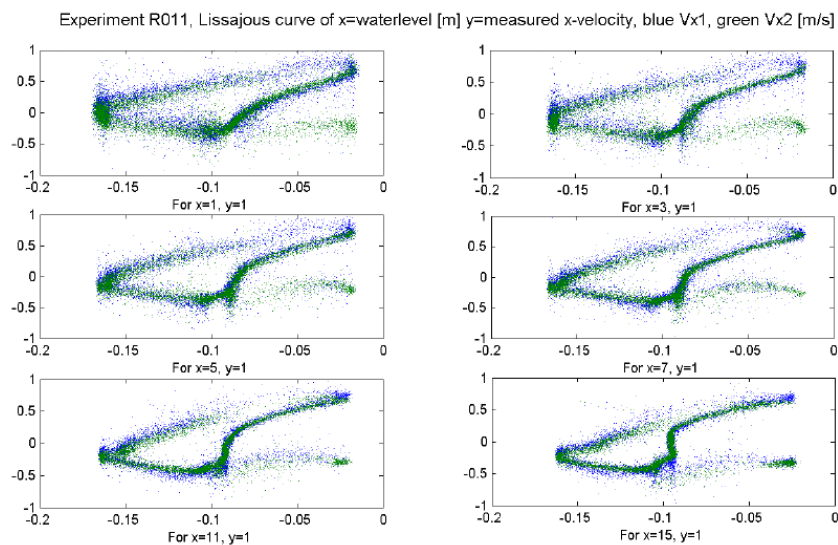 Experiment R011, Lissajous curve of x=waterlevel [m] y=measured x-velocity, blue Vx1, green Vx2 [m/s]
1 1
0.5 0.5
0 0
-0.5 -0.5
-1 -1
-0.2 -0.15 -0.1 -0.05 0 -0.2 -0.15 -0.1 -0.05 0
For x=1, y=1 For x=3, y=1
1 1
0.5 0.5
0 0
-0.5 -0.5
-1 -1
-0.2 -0.15 -0.1 -0.05 0 -0.2 -0.15 -0.1 -0.05 0
For x=5, y=1 For x=7, y=1
1 1
0.5 0.5
0 0
-0.5 -0.5
-1 -1
-0.2 -0.15 -0.1 -0.05 0 -0.2 -0.15 -0.1 -0.05 0
For x=11, y=1 For x=15, y=1